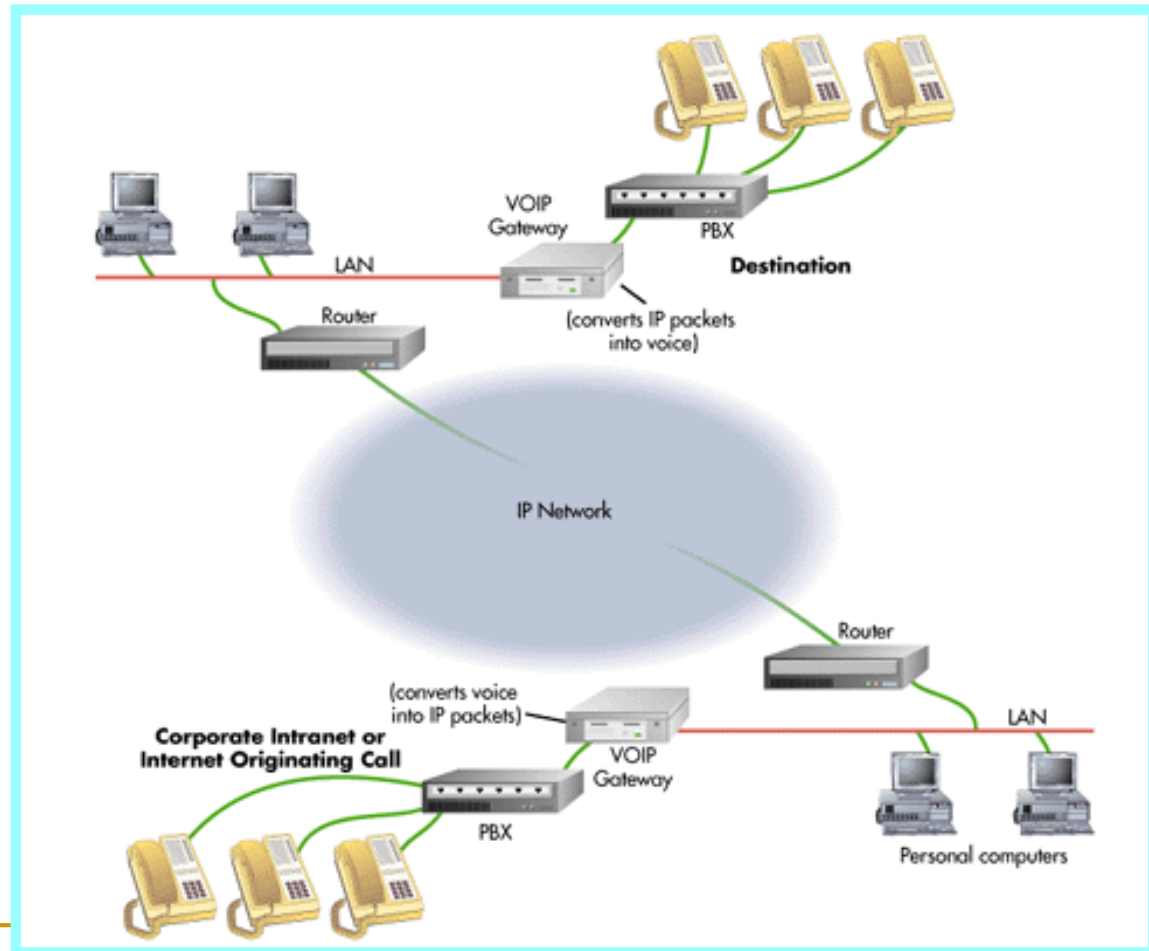 VOIP
Gateway
PBX
Destination
LAN
(converts IP packets
into voice)
Router
IP Network
Router
(converts voice
into IP packets)
LAN
Corporate Intranet or
Internet Originating Call
VOIP
Gateway
PBX
Personal computers